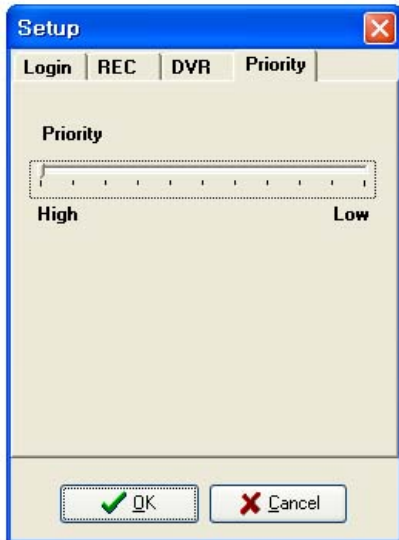 Setup
Login REC DVR Priority
Priority
High Low
OK Cancel